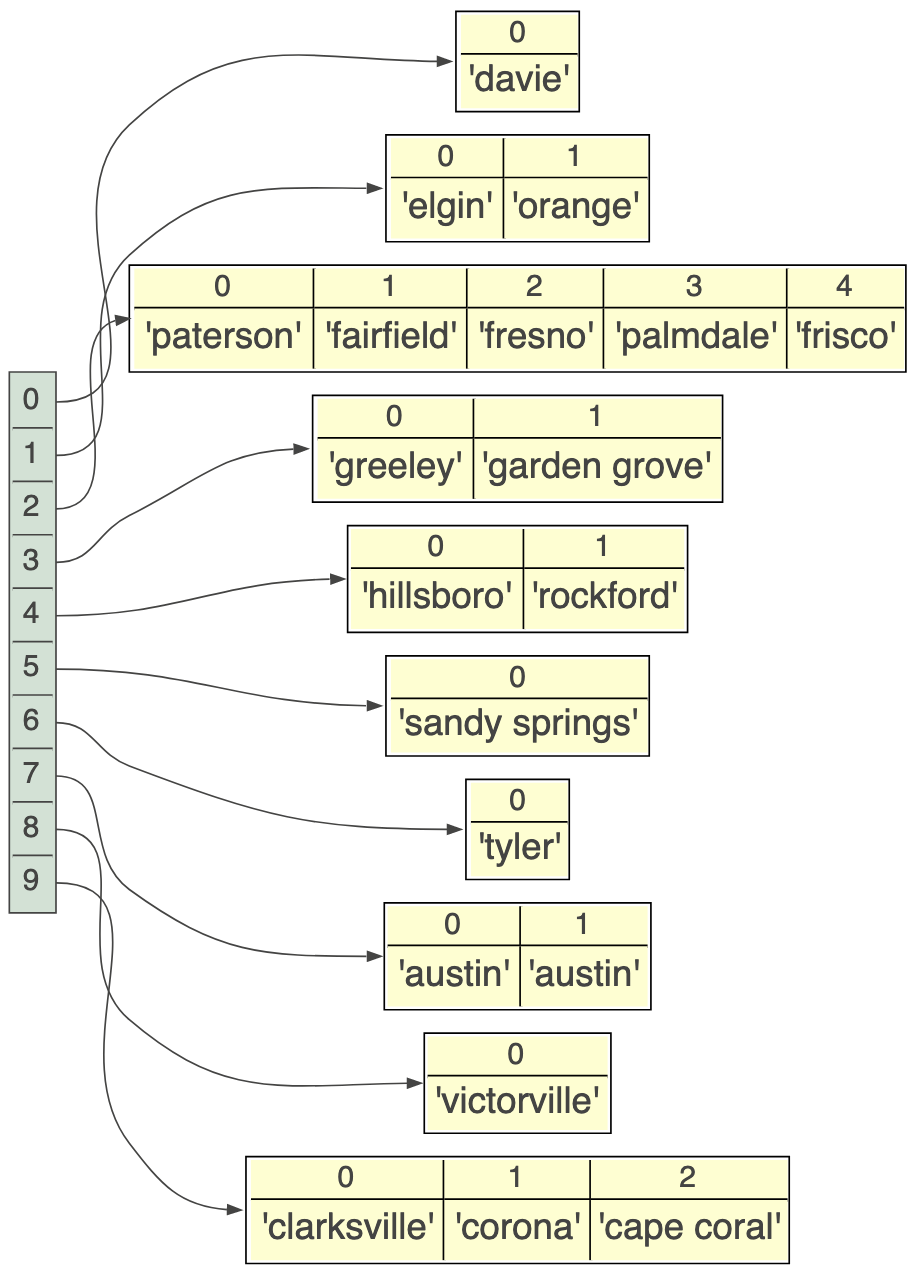 0
'davie'
0 1
'elgin' 'orange'
0 1 2 3 4
'paterson' 'fairfield' 'fresno' 'palmdale' 'frisco'
0
1
2
3
4
5
6
7
8
9
0 1
'greeley' 'garden grove'
0 1
'hillsboro' 'rockford'
0
'sandy springs'
0
'tyler'
0 1
'austin' 'austin'
0
'victorville'
0 1 2
'clarksville' 'corona' 'cape coral'